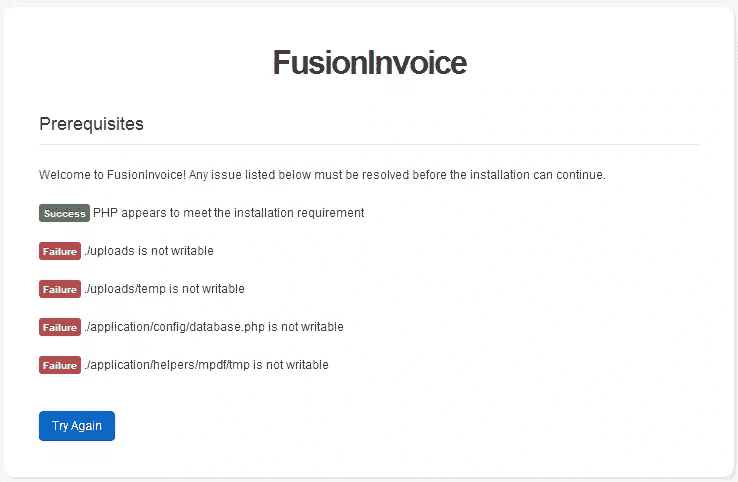 FusionInvoice
Prerequisites
Welcome to FusionInvoice! Any issue listed below must be resolved before the installation can continue.
Success PHP appears to meet the installation requirement
Failure ./uploads is not writable
Failure ./uploads/temp is not writable
Failure ./application/config/database.php is not writable
Failure ./application/helpers/mpdf/tmp is not writable
Try Again